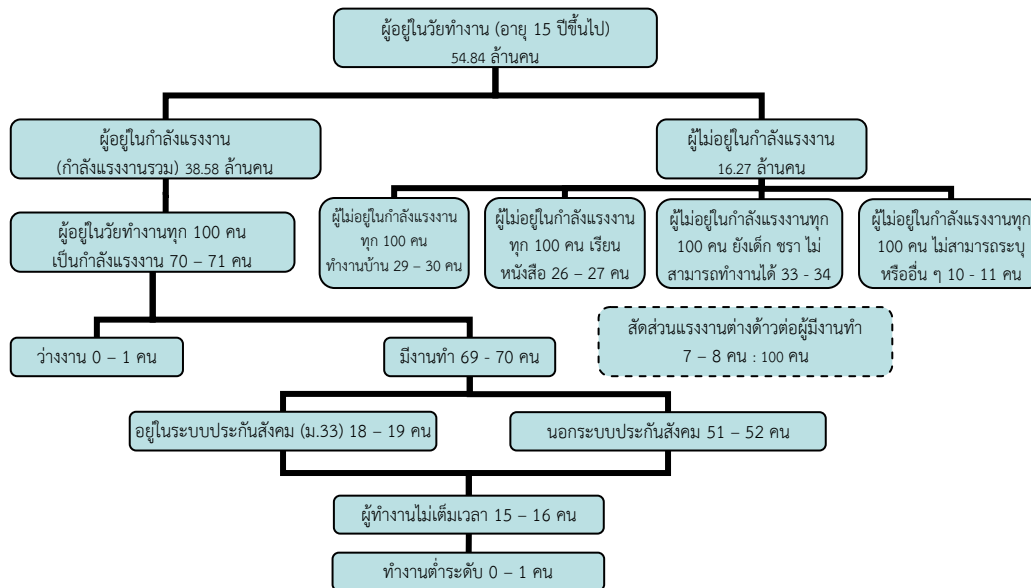 ผู้อยู่ในวัยทำงาน (อายุ 15 ปีขึ้นไป)
54.84 ล้านคน
ผู้อยู่ในกำลังแรงงาน
(กำลังแรงงานรวม) 38.58 ล้านคน
ผู้ไม่อยู่ในกำลังแรงงาน
16.27 ล้านคน
ผู้อยู่ในวัยทำงานทุก 100 คน
เป็นกำลังแรงงาน 70 – 71 คน
ผู้ไม่อยู่ในกำลังแรงงาน
ทุก 100 คน
ทำงานบ้าน 29 – 30 คน
ผู้ไม่อยู่ในกำลังแรงงาน
ทุก 100 คน เรียน
หนังสือ 26 – 27 คน
ผู้ไม่อยู่ในกำลังแรงงานทุก
100 คน ยังเด็ก ชรา ไม่
สามารถทำงานได้ 33 - 34
ผู้ไม่อยู่ในกำลังแรงงานทุก
100 คน ไม่สามารถระบุ
หรืออื่น ๆ 10 - 11 คน
สัดส่วนแรงงานต่างด้าวต่อผู้มีงานทำ
7 – 8 คน : 100 คน
ว่างงาน 0 – 1 คน
มีงานทำ 69 - 70 คน
อยู่ในระบบประกันสังคม (ม.33) 18 – 19 คน
นอกระบบประกันสังคม 51 – 52 คน
ผู้ทำงานไม่เต็มเวลา 15 – 16 คน
ทำงานต่ำระดับ 0 – 1 คน